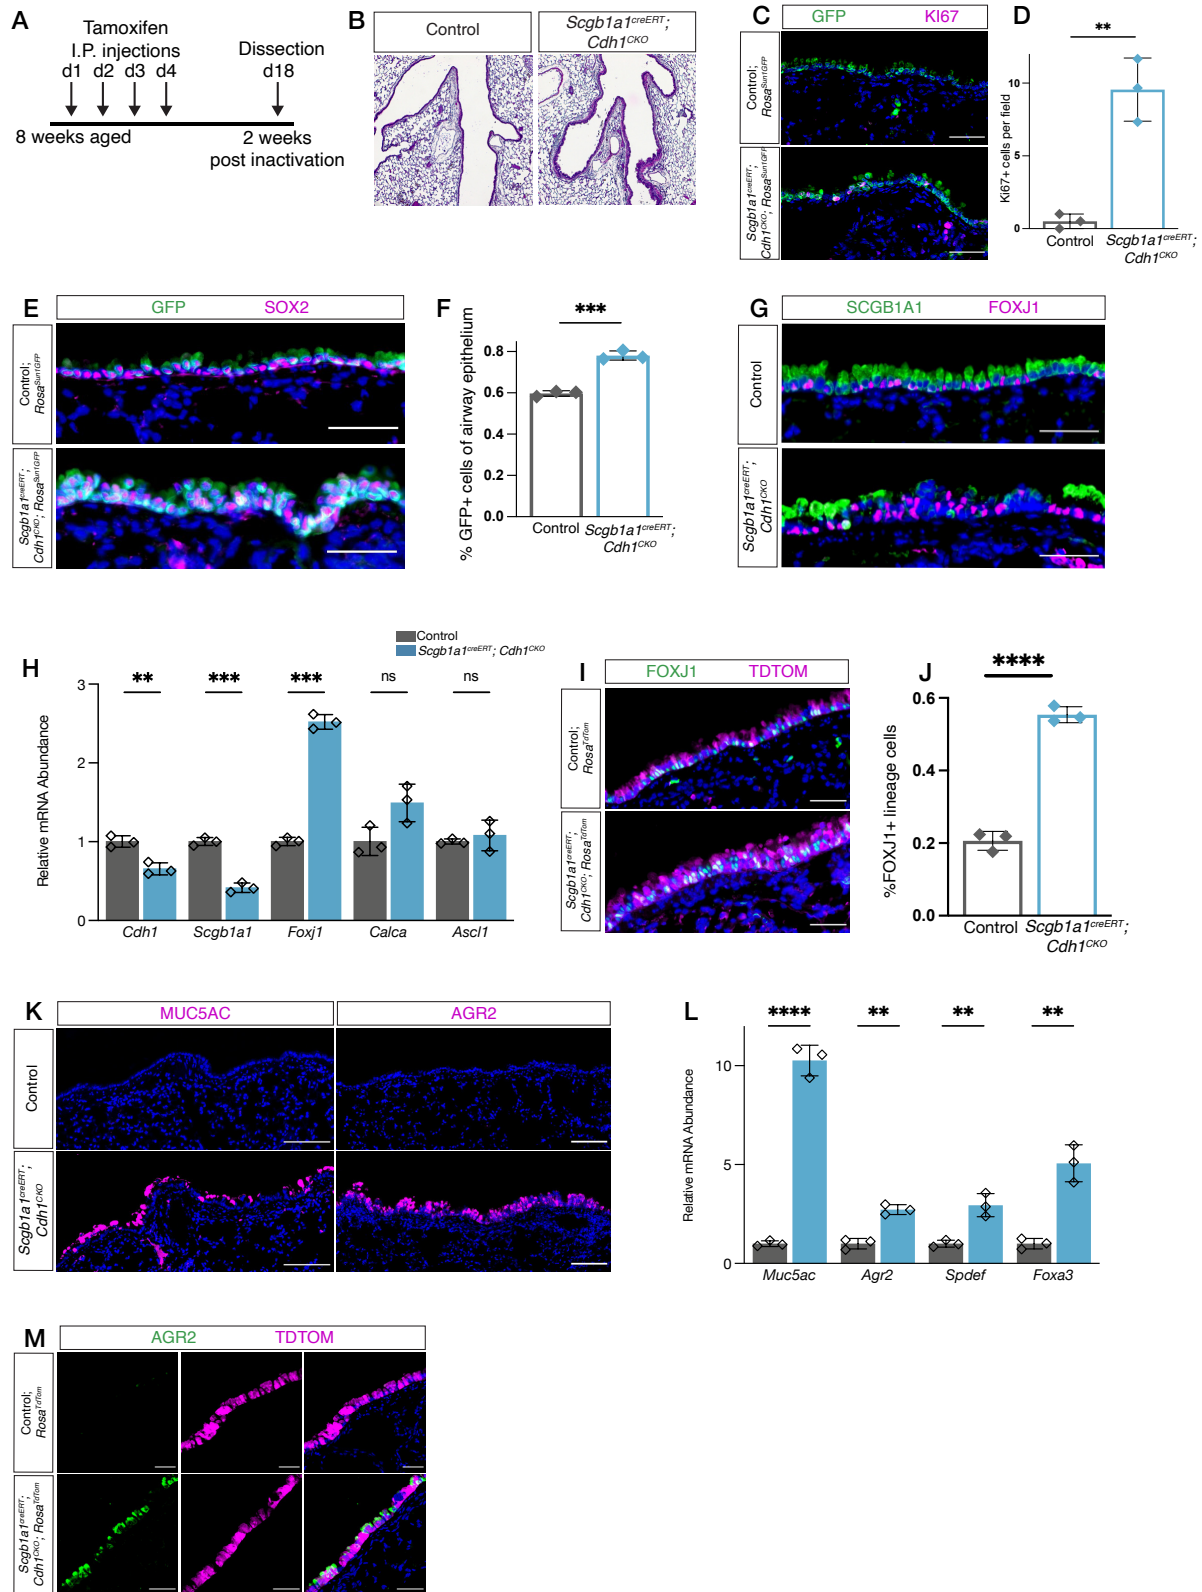 A
Tamoxifen
I.P. injections
d1 d2 d3 d4
Dissection
d18
8 weeks aged
2 weeks
post inactivation
B
Control
Scgb1a1creERT;
Cdh1CKO
C
GFP KI67
Control;
RosaSun1GFP
Scgb1a1creERT;
Cdh1CKO; RosaSun1GFP
D
**
Ki67+ cells per field
10
5
0
Control
Scgb1a1creERT;
Cdh1CKO
E
GFP SOX2
Control;
RosaSun1GFP
Scgb1a1creERT;
Cdh1CKO; RosaSun1GFP
F
***
% GFP+ cells of airway epithelium
0.8
0.6
0.4
0.2
0.0
Control
Scgb1a1creERT;
Cdh1CKO
G
SCGB1A1 FOXJ1
Control
Scgb1a1creERT;
Cdh1CKO
H
Control
Scgb1a1creERT; Cdh1CKO
** *** *** ns ns
Relative mRNA Abundance
3
2
1
0
Cdh1 Scgb1a1 Foxj1 Calca Ascl1
I
FOXJ1 TDTOM
Control;
RosaTdTom
Scgb1a1creERT;
Cdh1CKO; RosaTdTom
J
****
%FOXJ1+ lineage cells
0.6
0.4
0.2
0.0
Control
Scgb1a1creERT;
Cdh1CKO
K
MUC5AC AGR2
Control
Scgb1a1creERT;
Cdh1CKO
L
**** ** ** **
Relative mRNA Abundance
10
5
0
Muc5ac Agr2 Spdef Foxa3
M
AGR2 TDTOM
Control;
RosaTdTom
Scgb1a1creERT;
Cdh1CKO; RosaTdTom